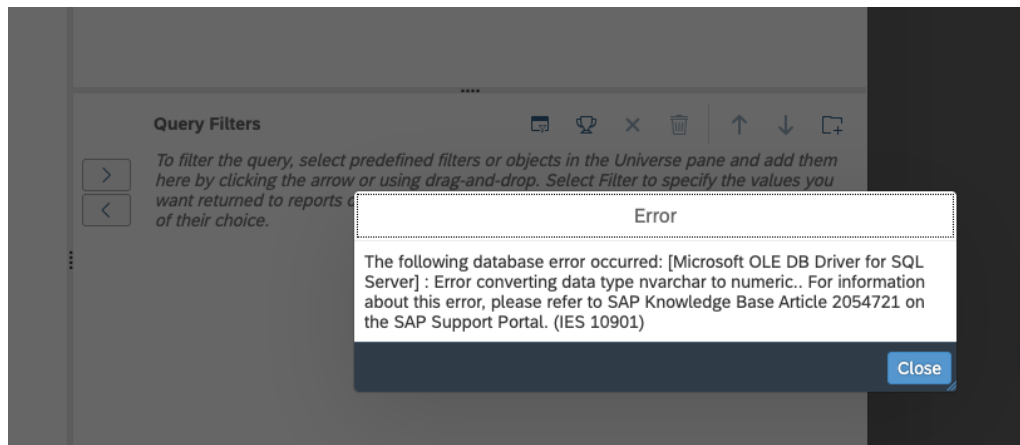 Query Filters
To filter the query, select predefined filters or objects in the Universe pane and add them
here by clicking the arrow or using drag-and-drop. Select Filter to specify the values you
want returned to reports
of their choice.
Error
The following database error occurred: [Microsoft OLE DB Driver for SQL
Server] : Error converting data type nvarchar to numeric.. For information
about this error, please refer to SAP Knowledge Base Article 2054721 on
the SAP Support Portal. (IES 10901)
Close